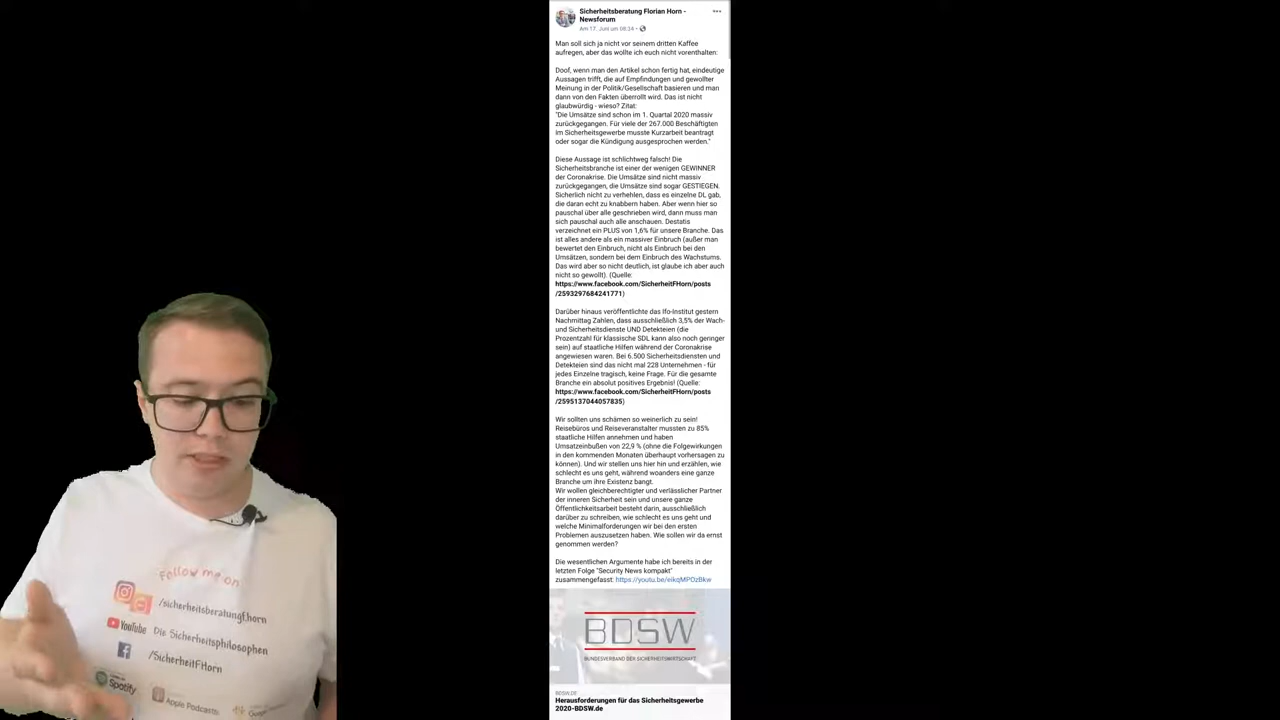 Sicherheitsberatung Florian Horn -
Newsforum
Am 17. Juni um 08:34
Man soll sich ja nicht vor seinem dritten Kaffee
aufregen, aber das wollte ich euch nicht vorenthalten:
Doof, wenn man den Artikel schon fertig hat, eindeutige
Aussagen trifft, die auf Empfindungen und gewollter
Meinung in der Politik/Gesellschaft basieren und man
dann von den Fakten überrollt wird. Das ist nicht
glaubwürdig - wieso? Zitat:
"Die Umsätze sind schon im 1. Quartal 2020 massiv
zurückgegangen. Für viele der 267.000 Beschäftigten
im Sicherheitsgewerbe musste Kurzarbeit beantragt
oder sogar die Kündigung ausgesprochen werden."
Diese Aussage ist schlichtweg falsch! Die
Sicherheitsbranche ist einer der wenigen GEWINNER
der Coronakrise. Die Umsätze sind nicht massiv
zurückgegangen, die Umsätze sind sogar GESTIEGEN.
Sicherlich nicht zu verhehlen, dass es einzelne DL gab,
die daran echt zu knabbern haben. Aber wenn hier so
pauschal über alle geschrieben wird, dann muss man
sich pauschal auch alle anschauen. Destatis
verzeichnet ein PLUS von 1,6% für unsere Branche. Das
ist alles andere als ein massiver Einbruch (außer man
bewertet den Einbruch, nicht als Einbruch bei den
Umsätzen, sondern bei dem Einbruch des Wachstums.
Das wird aber so nicht deutlich, ist glaube ich aber auch
nicht so gewollt). (Quelle:
https://www.facebook.com/SicherheitFHorn/posts
/2593297684241771)
Darüber hinaus veröffentlichte das Ifo-Institut gestern
Nachmittag Zahlen, dass ausschließlich 3,5% der Wach-
und Sicherheitsdienste UND Detekteien (die
Prozentzahl für klassische SDL kann also noch geringer
sein) auf staatliche Hilfen während der Coronakrise
angewiesen waren. Bei 6.500 Sicherheitsdiensten und
Detekteien sind das nicht mal 228 Unternehmen - für
jedes Einzelne tragisch, keine Frage. Für die gesamte
Branche ein absolut positives Ergebnis! (Quelle:
https://www.facebook.com/SicherheitFHorn/posts
/2595137044057835)
Wir sollten uns schämen so weinerlich zu sein!
Reisebüros und Reiseveranstalter mussten zu 85%
staatliche Hilfen annehmen und haben
Umsatzeinbußen von 22,9 % (ohne die Folgewirkungen
in den kommenden Monaten überhaupt vorhersagen zu
können). Und wir stellen uns hier hin und erzählen, wie
schlecht es uns geht, während woanders eine ganze
Branche um ihre Existenz bangt.
Wir wollen gleichberechtigter und verlässlicher Partner
der inneren Sicherheit sein und unsere ganze
Öffentlichkeitsarbeit besteht darin, ausschließlich
darüber zu schreiben, wie schlecht es uns geht und
welche Minimalforderungen wir bei den ersten
Problemen auszusetzen haben. Wie sollen wir da ernst
genommen werden?
Die wesentlichen Argumente habe ich bereits in der
letzten Folge "Security News kompakt"
zusammengefasst: https://youtu.be/eikqMPOzBkw
BDSW
BUNDESVERBAND DER SICHERHEITSWIRTSCHAFT
BDSW.DE
Herausforderungen für das Sicherheitsgewerbe
2020-BDSW.de
Follow me on
/sicherheitsberatungf.horn
YouTube Die Sicherheitsphilosophen
/SicherheitFHorn
Spotify
Apple Podcasts
Google